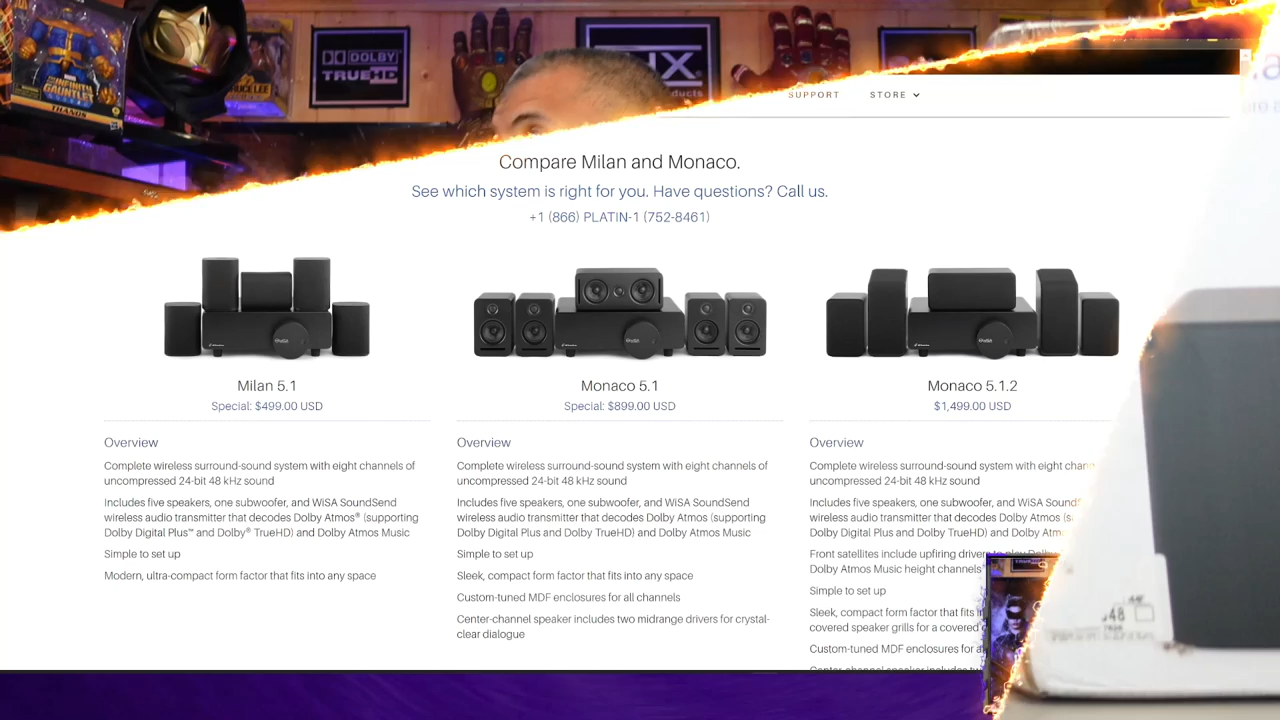 DOLBY
TRUEHD
INFINITY
GAUNTLET
THANOS
SUPPORT
STORE
Compare Milan and Monaco.
See which system is right for you. Have questions? Call us.
+1 (866) PLATIN-1 (752-8461)
Milan 5.1
Special: $499.00 USD
Overview
Complete wireless surround-sound system with eight channels of
uncompressed 24-bit 48 kHz sound
Includes five speakers, one subwoofer, and WiSA SoundSend
wireless audio transmitter that decodes Dolby Atmos® (supporting
Dolby Digital Plus™ and Dolby® TrueHD) and Dolby Atmos Music
Simple to set up
Modern, ultra-compact form factor that fits into any space
Monaco 5.1
Special: $899.00 USD
Overview
Complete wireless surround-sound system with eight channels of
uncompressed 24-bit 48 kHz sound
Includes five speakers, one subwoofer, and WiSA SoundSend
wireless audio transmitter that decodes Dolby Atmos (supporting
Dolby Digital Plus and Dolby TrueHD) and Dolby Atmos Music
Simple to set up
Sleek, compact form factor that fits into any space
Custom-tuned MDF enclosures for all channels
Center-channel speaker includes two midrange drivers for crystal-
clear dialogue
Monaco 5.1.2
$1,499.00 USD
Overview
Complete wireless surround-sound system with eight
uncompressed 24-bit 48 kHz sound
Includes five speakers, one subwoofer, and WiSA
wireless audio transmitter that decodes Dolby Atmos
Dolby Digital Plus and Dolby TrueHD) and Dolby
Front satellites include upfiring drivers to play Dolby
Dolby Atmos Music height channels
Simple to set up
Sleek, compact form factor that fits
covered speaker grills for a covered
Custom-tuned MDF enclosures for